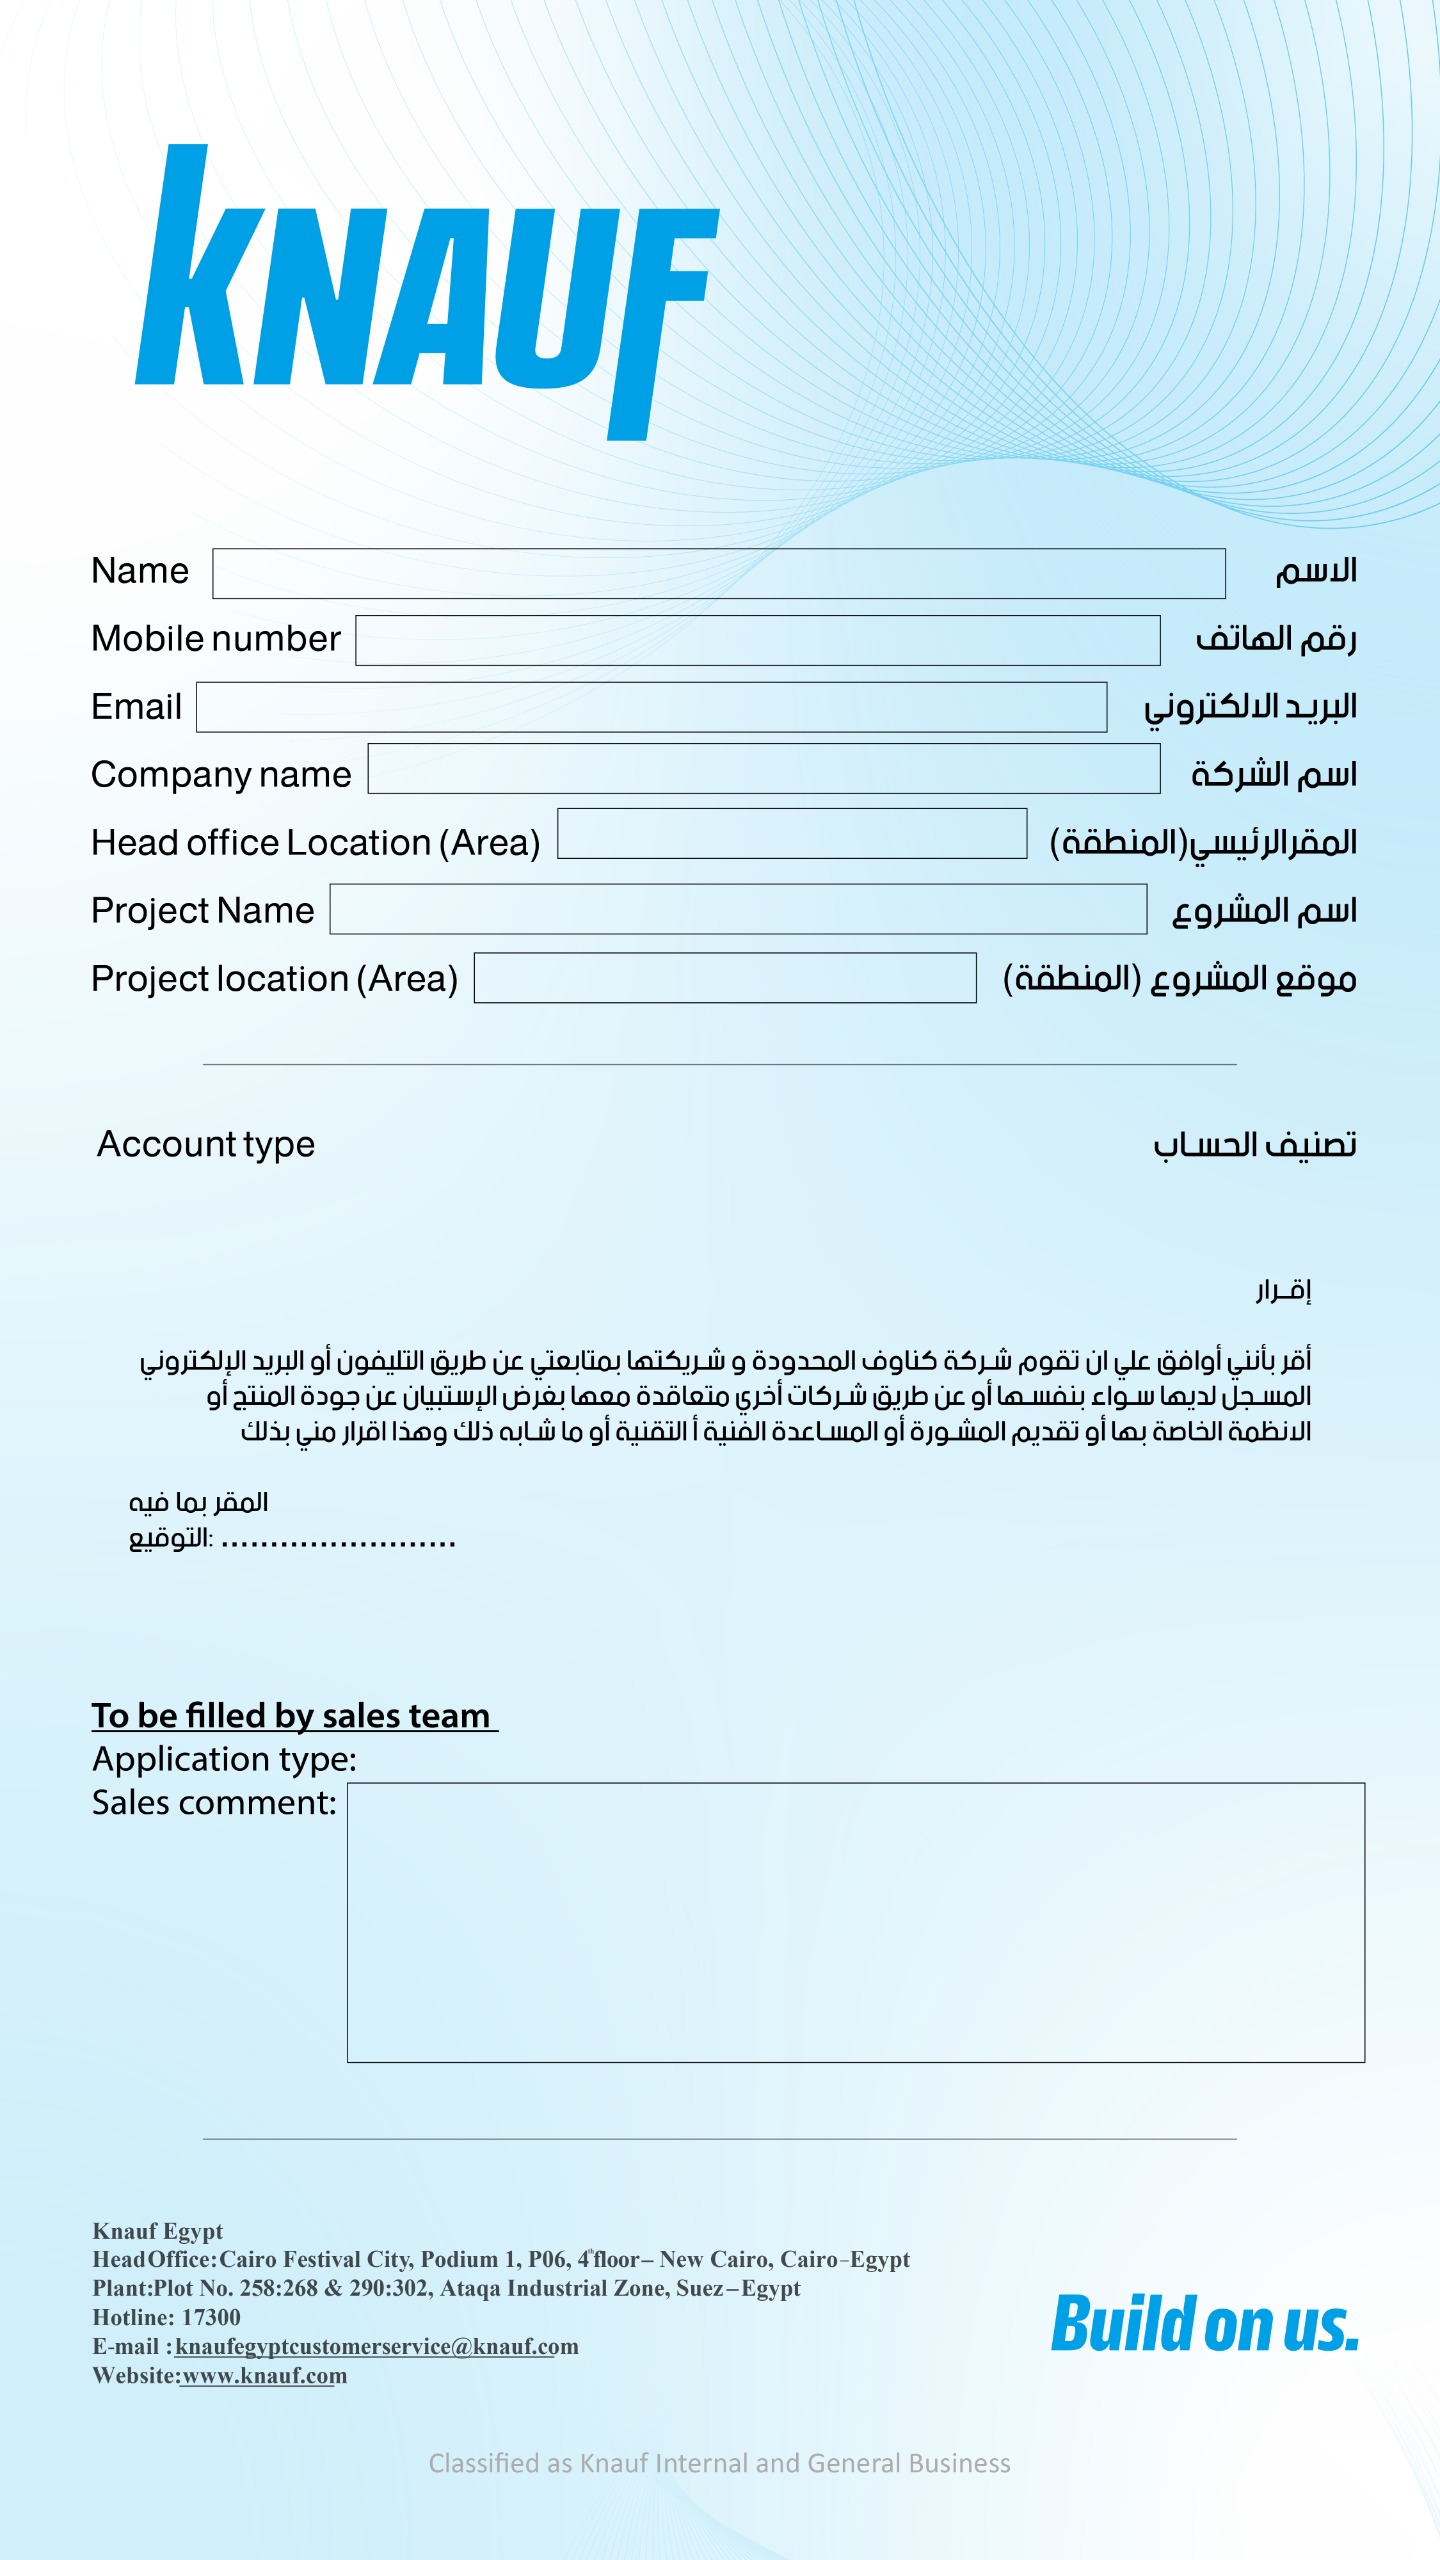 KNAUF
Name الاسم
Mobile number رقم الهاتف
Email البريد الالكتروني
Company name اسم الشركة
Head office Location (Area) المقرالرئيسي(المنطقة)
Project Name اسم المشروع
Project location (Area) موقع المشروع (المنطقة)
Account type تصنيف الحساب
إقرار
أقر بأنني أوافق علي ان تقوم شركة كناوف المحدودة و شريكتها بمتابعتي عن طريق التليفون أو البريد الإلكتروني
المسجل لديها سواء بنفسها أو عن طريق شركات أخري متعاقدة معها بغرض الإستبيان عن جودة المنتج أو
الانظمة الخاصة بها أو تقديم المشورة أو المساعدة الفنية أ التقنية أو ما شابه ذلك وهذا اقرار مني بذلك
المقر بما فيه
التوقيع: ........................
To be filled by sales team
Application type:
Sales comment:
Knauf Egypt
Head Office: Cairo Festival City, Podium 1, P06, 4th floor– New Cairo, Cairo–Egypt
Plant:Plot No. 258:268 & 290:302, Ataqa Industrial Zone, Suez–Egypt
Hotline: 17300
E-mail :knaufegyptcustomerservice@knauf.com
Website:www.knauf.com
Build on us.
Classified as Knauf Internal and General Business